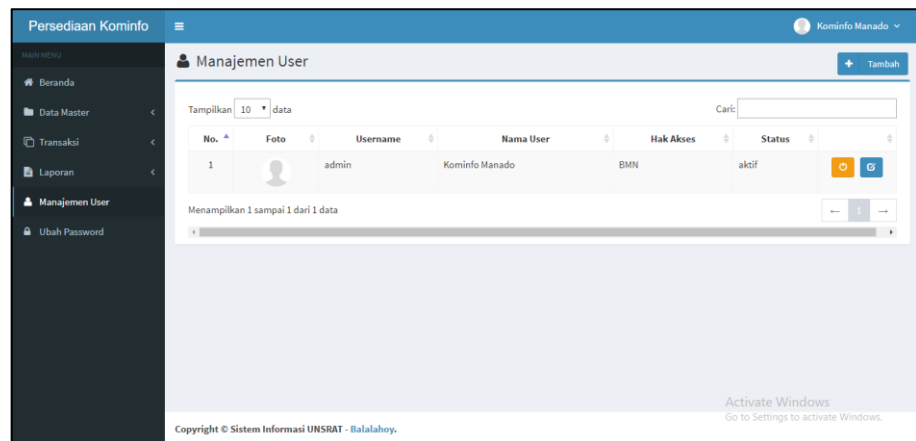 Persediaan Kominfo
Kominfo Manado
MAIN MENU
Beranda
Data Master
Transaksi
Laporan
Manajemen User
Ubah Password
Manajemen User
Tambah
Tampilkan 10 data
Cari:
No. Foto Username Nama User Hak Akses Status
1 admin Kominfo Manado BMN aktif
Menampilkan 1 sampai 1 dari 1 data
← 1 →
Activate Windows
Go to Settings to activate Windows.
Copyright © Sistem Informasi UNSRAT - Balalahoy.